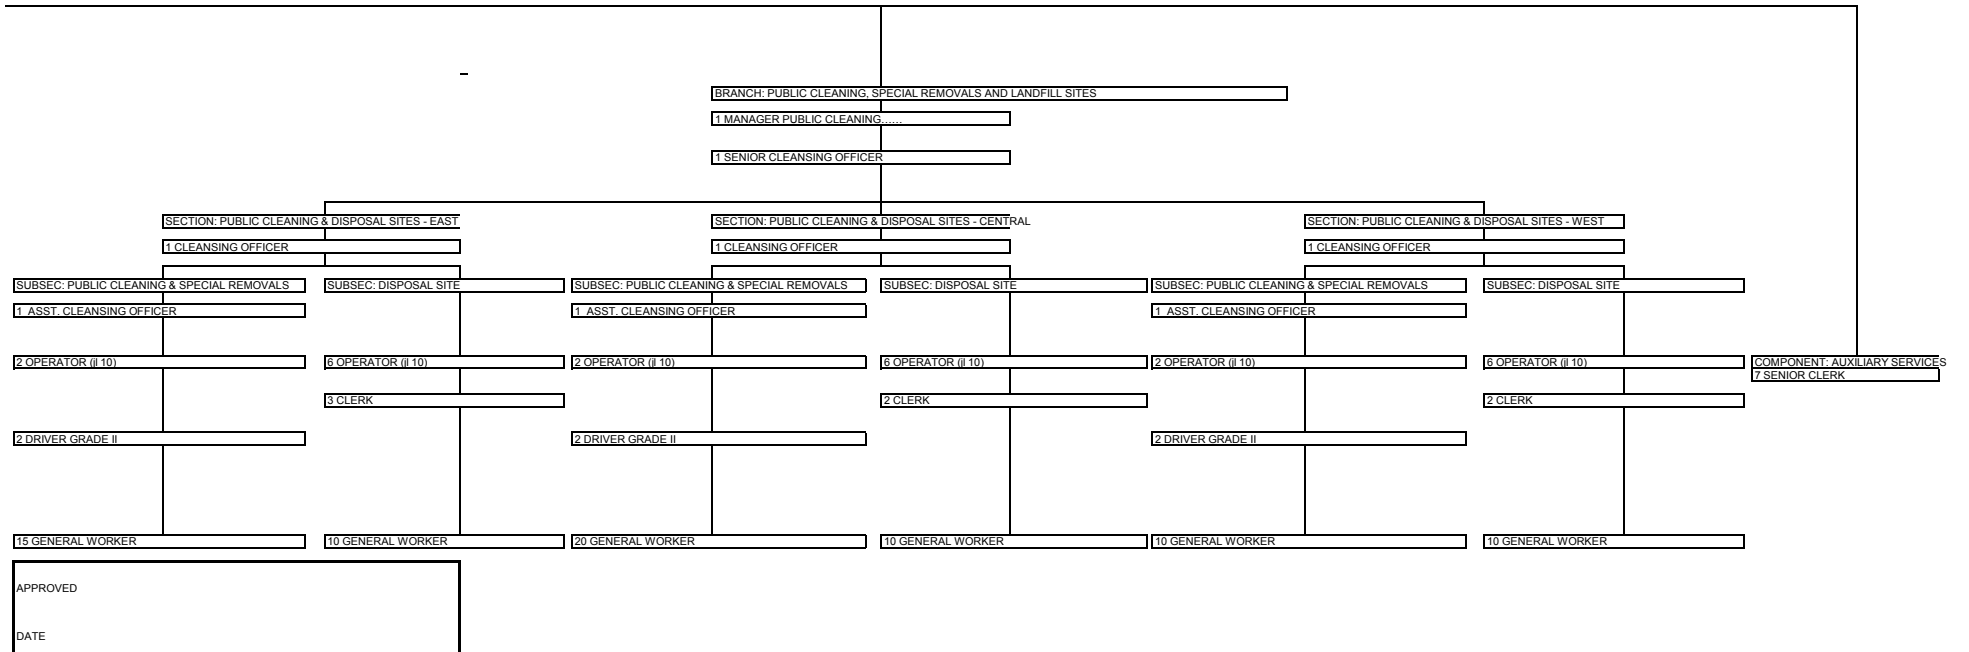 BRANCH: PUBLIC CLEANING, SPECIAL REMOVALS AND LANDFILL SITES
1 MANAGER PUBLIC CLEANING……
1 SENIOR CLEANSING OFFICER
SECTION: PUBLIC CLEANING & DISPOSAL SITES - EAST
SECTION: PUBLIC CLEANING & DISPOSAL SITES - CENTRAL
SECTION: PUBLIC CLEANING & DISPOSAL SITES - WEST
1 CLEANSING OFFICER
1 CLEANSING OFFICER
1 CLEANSING OFFICER
SUBSEC: PUBLIC CLEANING & SPECIAL REMOVALS
SUBSEC: DISPOSAL SITE
SUBSEC: PUBLIC CLEANING & SPECIAL REMOVALS
SUBSEC: DISPOSAL SITE
SUBSEC: PUBLIC CLEANING & SPECIAL REMOVALS
SUBSEC: DISPOSAL SITE
1 ASST. CLEANSING OFFICER
1 ASST. CLEANSING OFFICER
1 ASST. CLEANSING OFFICER
2 OPERATOR (jl 10)
6 OPERATOR (jl 10)
2 OPERATOR (jl 10)
6 OPERATOR (jl 10)
2 OPERATOR (jl 10)
6 OPERATOR (jl 10)
COMPONENT: AUXILIARY SERVICES
7 SENIOR CLERK
3 CLERK
2 CLERK
2 CLERK
2 DRIVER GRADE II
2 DRIVER GRADE II
2 DRIVER GRADE II
15 GENERAL WORKER
10 GENERAL WORKER
20 GENERAL WORKER
10 GENERAL WORKER
10 GENERAL WORKER
10 GENERAL WORKER
APPROVED
DATE